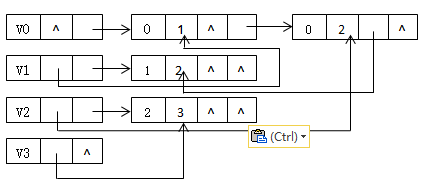 V0 ^ 0 1 0 2 ^
V1 1 2 ^ ^
V2 2 3 ^ ^
(Ctrl)
V3 ^